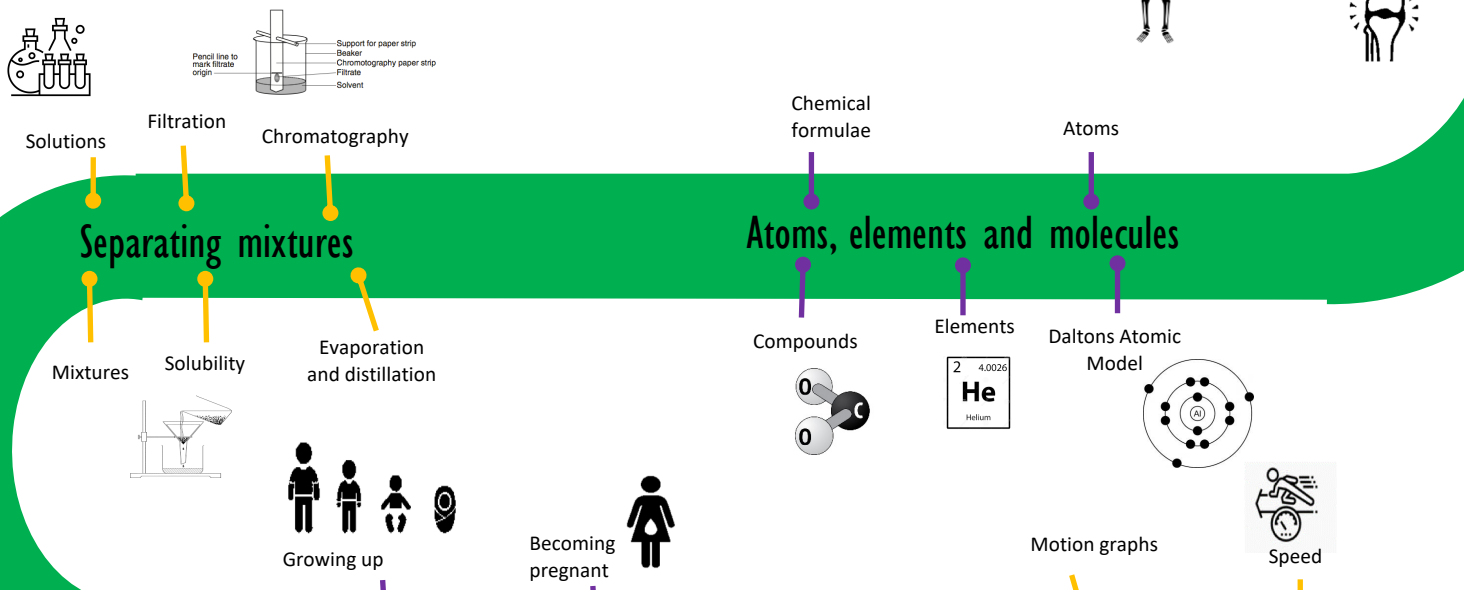 Support for paper strip
Beaker
Pencil line to
mark filtrate
origin
Chromotography paper strip
Filtrate
Solvent
Solutions
Filtration
Chromatography
Chemical
formulae
Atoms
Separating mixtures
Atoms, elements and molecules
Mixtures
Solubility
Evaporation
and distillation
Compounds
Elements
Daltons Atomic
Model
O
C
O
2 4.0026
He
Helium
Al
Growing up
Becoming
pregnant
Motion graphs
Speed